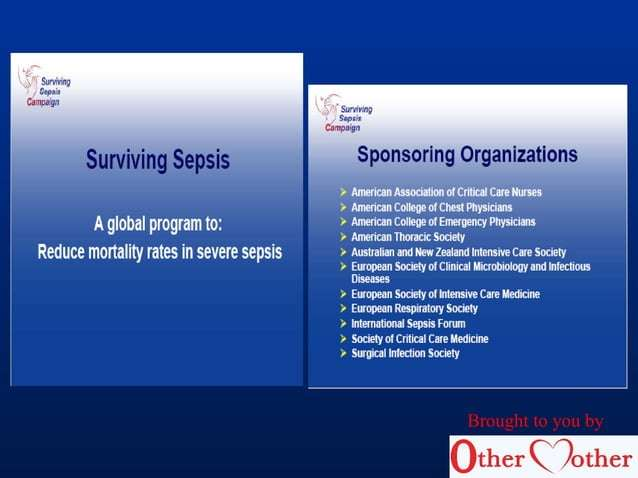 Surviving
Sepsis
Campaign
Surviving Sepsis
A global program to:
Reduce mortality rates in severe sepsis
Surviving
Sepsis
Campaign
Sponsoring Organizations
American Association of Critical Care Nurses
American College of Chest Physicians
American College of Emergency Physicians
American Thoracic Society
Australian and New Zealand Intensive Care Society
European Society of Clinical Microbiology and Infectious
Diseases
European Society of Intensive Care Medicine
European Respiratory Society
International Sepsis Forum
Society of Critical Care Medicine
Surgical Infection Society
Brought to you by
Other Mother